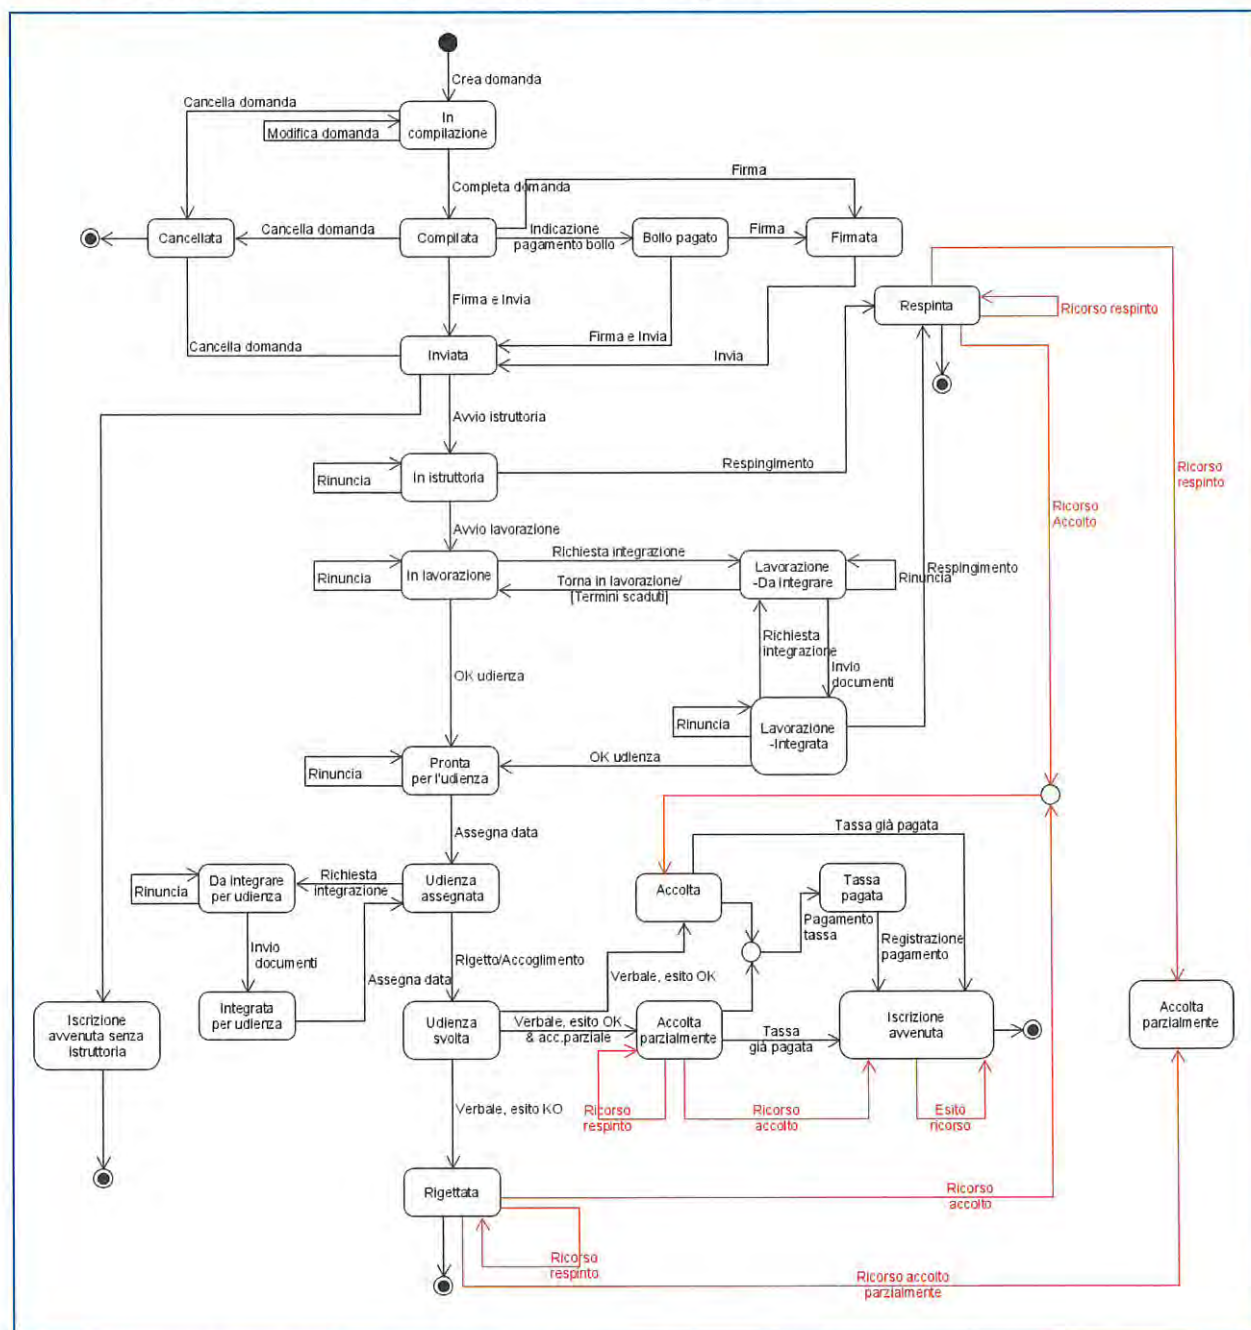 Crea domanda
Cancella domanda
In
compilazione
Modifica domanda
Completa domanda
Firma
Cancellata
Cancella domanda
Compilata
Indicazione
pagamento bollo
Bollo pagato
Firma
Firmata
Firma e Invia
Respinta
Ricorso respinto
Cancella domanda
Firma e Invia
Inviata
Invia
Avvio istruttoria
Rinuncia
In istruttoria
Respingimento
Ricorso
respinto
Ricorso
Accolto
Avvio lavorazione
Rinuncia
In lavorazione
Richiesta integrazione
Torna in lavorazione/
[Termini scaduti]
Lavorazione
-Da integrare
Rinuncia
Respingimento
Richiesta
integrazione
Invio
documenti
OK udienza
Rinuncia
Lavorazione
-Integrata
Rinuncia
Pronta
per l'udienza
OK udienza
Assegna data
Tassa già pagata
Rinuncia
Da integrare
per udienza
Richiesta
integrazione
Udienza
assegnata
Accolta
Tassa
pagata
Pagamento
tassa
Invio
documenti
Rigetto/Accoglimento
Registrazione
pagamento
Assegna data
Verbale, esito OK
Iscrizione
avvenuta senza
istruttoria
Integrata
per udienza
Udienza
svolta
Verbale, esito OK
& acc.parziale
Accolta
parzialmente
Tassa
già pagata
Iscrizione
avvenuta
Accolta
parzialmente
Verbale, esito KO
Ricorso
respinto
Ricorso
accolto
Esito
ricorso
Rigettata
Ricorso
accolto
Ricorso
respinto
Ricorso accolto
parzialmente